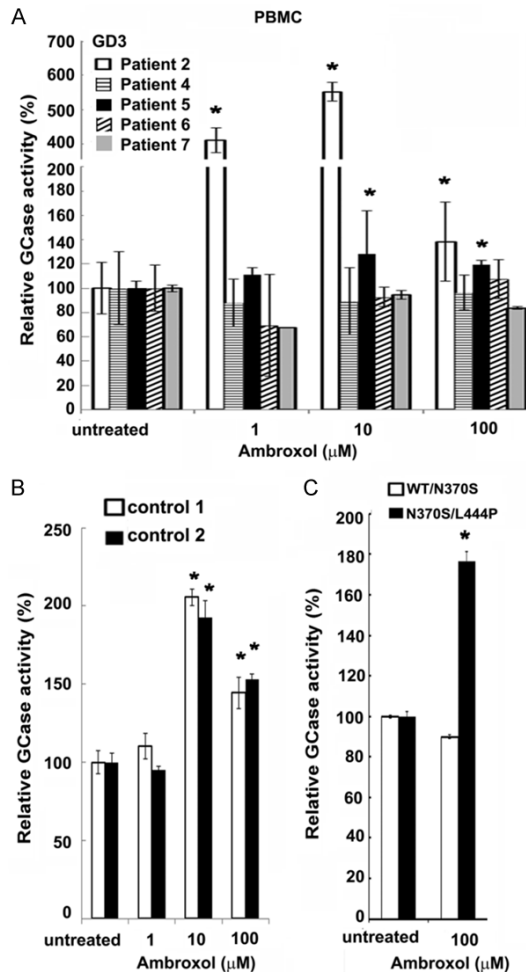 A
PBMC
GD3
Patient 2
Patient 4
Patient 5
Patient 6
Patient 7
Relative GCase activity (%)
700
600
500
400
180
160
140
120
100
80
60
40
20
0
* * * * *
untreated 1 10 100
Ambroxol (μM)
B
control 1
control 2
Relative GCase activity (%)
250
200
150
100
50
0
* * * *
untreated 1 10 100
Ambroxol (μM)
C
WT/N370S
N370S/L444P
Relative GCase activity (%)
200
180
160
140
120
100
80
60
40
20
0
*
untreated 100
Ambroxol (μM)